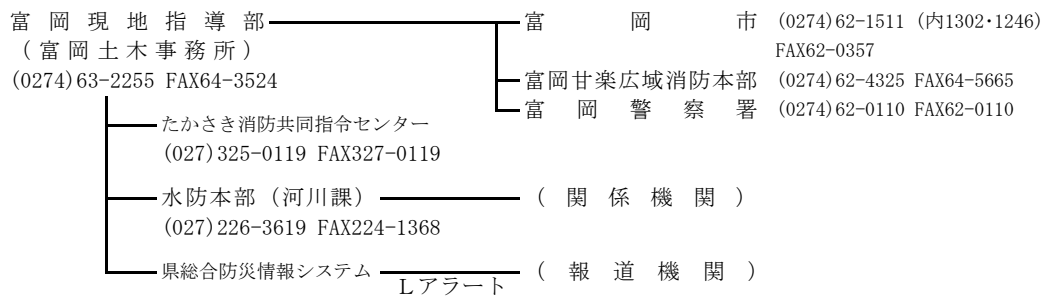 富岡現地指導部
(富岡土木事務所)
(0274)63-2255 FAX64-3524
富岡市 (0274)62-1511 (内1302・1246)
FAX62-0357
富岡甘楽広域消防本部 (0274)62-4325 FAX64-5665
富岡警察署 (0274)62-0110 FAX62-0110
たかさき消防共同指令センター
(027)325-0119 FAX327-0119
水防本部(河川課)
(関係機関)
(027)226-3619 FAX224-1368
県総合防災情報システム
Lアラート
(報道機関)